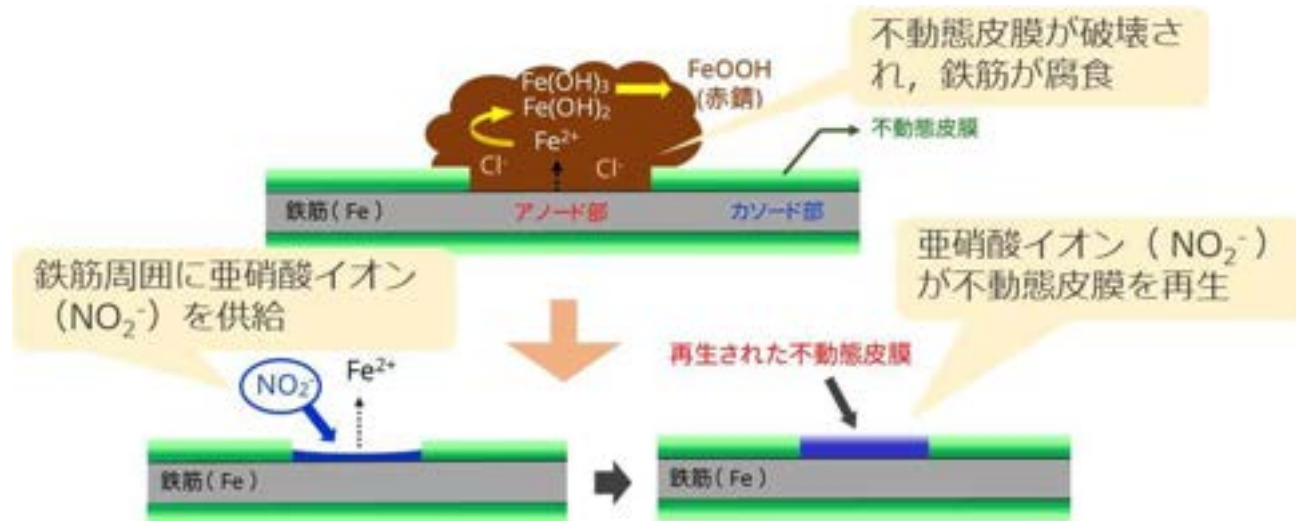 不動態皮膜が破壊さ
れ，鉄筋が腐食
Fe(OH)₃
Fe(OH)₂
Fe²⁺
FeOOH
(赤錆)
Cl⁻
Cl⁻
不動態皮膜
鉄筋(Fe)
アノード部
カソード部
鉄筋周囲に亜硝酸イオン
（NO₂⁻）を供給
亜硝酸イオン（NO₂⁻）
が不動態皮膜を再生
NO₂⁻
Fe²⁺
再生された不動態皮膜
鉄筋(Fe)
鉄筋(Fe)